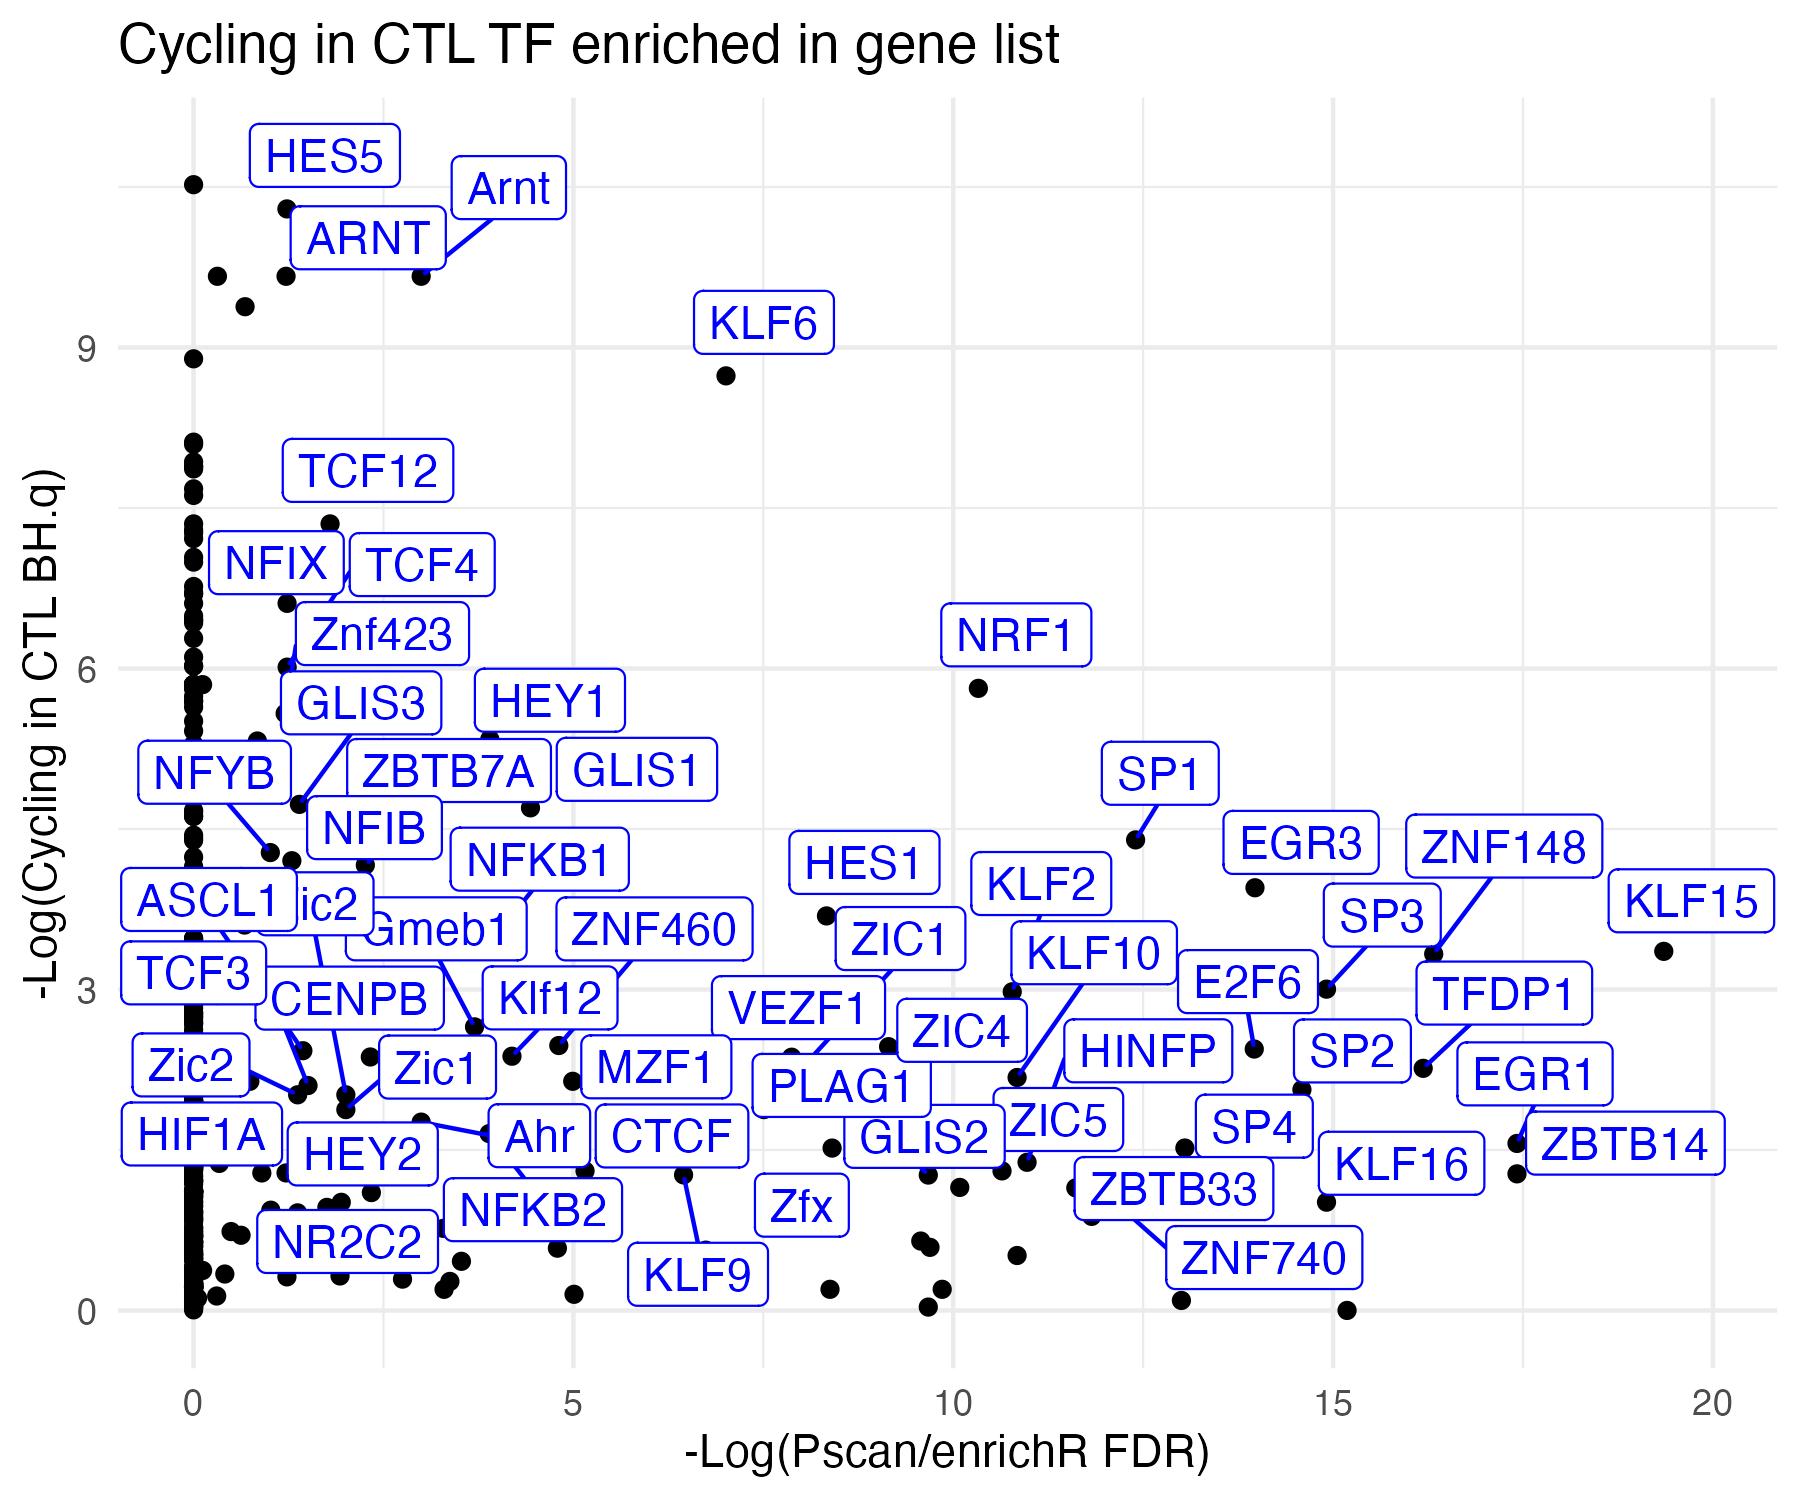 Cycling in CTL TF enriched in gene list
HES5
Arnt
ARNT
KLF6
9
TCF12
NFIX
TCF4
Znf423
NRF1
6
GLIS3
HEY1
NFYB
ZBTB7A
GLIS1
SP1
NFIB
NFKB1
HES1
EGR3
ZNF148
KLF2
ASCL1
ic2
KLF15
SP3
Gmeb1
ZNF460
ZIC1
KLF10
TCF3
E2F6
3
CENPB
Klf12
VEZF1
TFDP1
ZIC4
Zic2
Zic1
MZF1
HINFP
SP2
PLAG1
EGR1
HIF1A
HEY2
Ahr
CTCF
GLIS2
ZIC5
SP4
ZBTB14
KLF16
NFKB2
Zfx
ZBTB33
NR2C2
KLF9
ZNF740
0
0
5
10
15
20
-Log(Pscan/enrichR FDR)
-Log(Cycling in CTL BH.q)